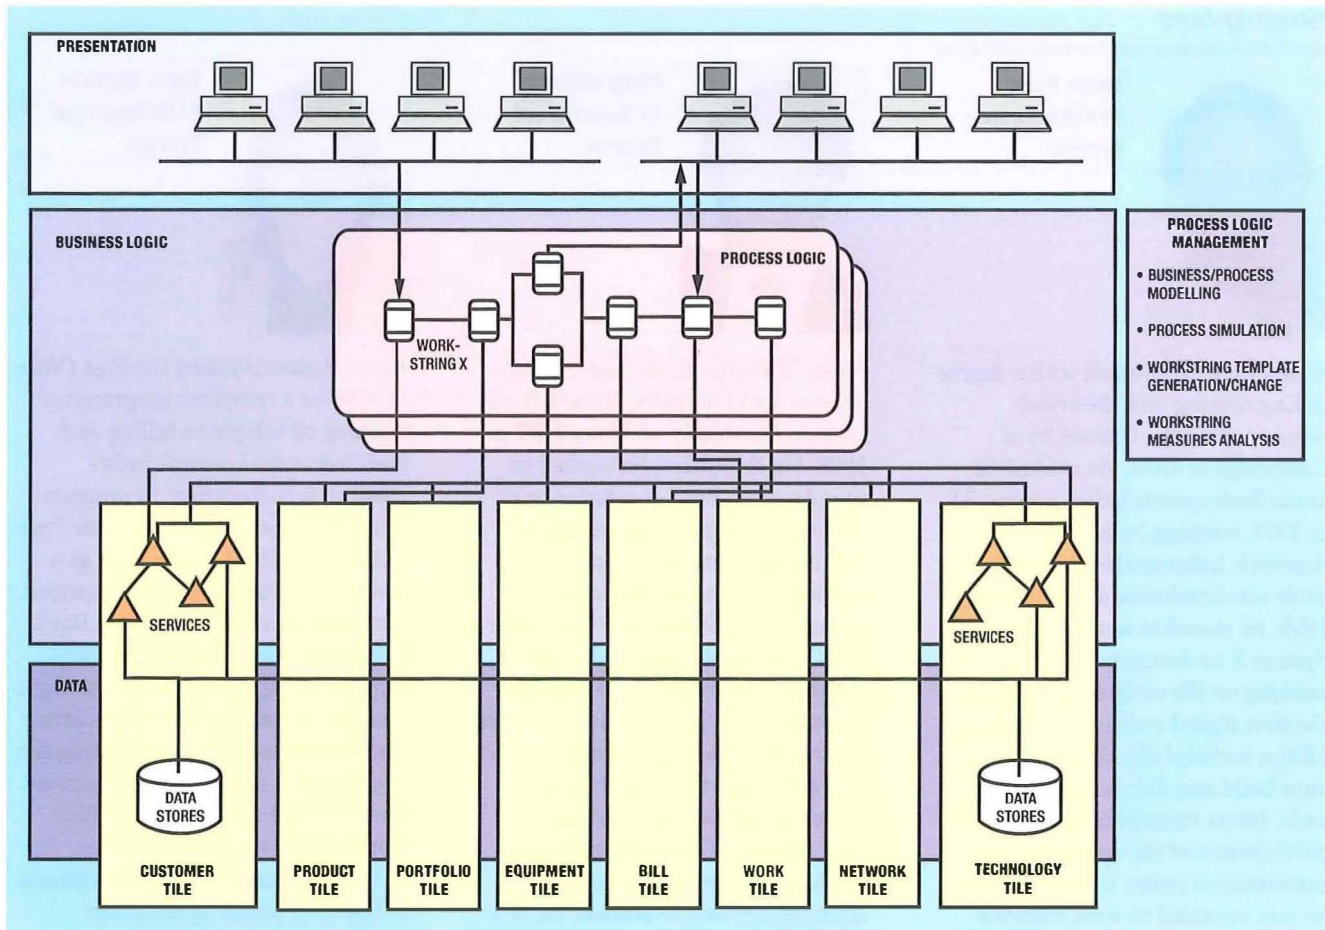 PRESENTATION
BUSINESS LOGIC
PROCESS LOGIC
WORK-
STRING X
PROCESS LOGIC
MANAGEMENT
• BUSINESS/PROCESS
MODELLING
• PROCESS SIMULATION
• WORKSTRING TEMPLATE
GENERATION/CHANGE
• WORKSTRING
MEASURES ANALYSIS
SERVICES
SERVICES
DATA
DATA
STORES
DATA
STORES
CUSTOMER
TILE
PRODUCT
TILE
PORTFOLIO
TILE
EQUIPMENT
TILE
BILL
TILE
WORK
TILE
NETWORK
TILE
TECHNOLOGY
TILE